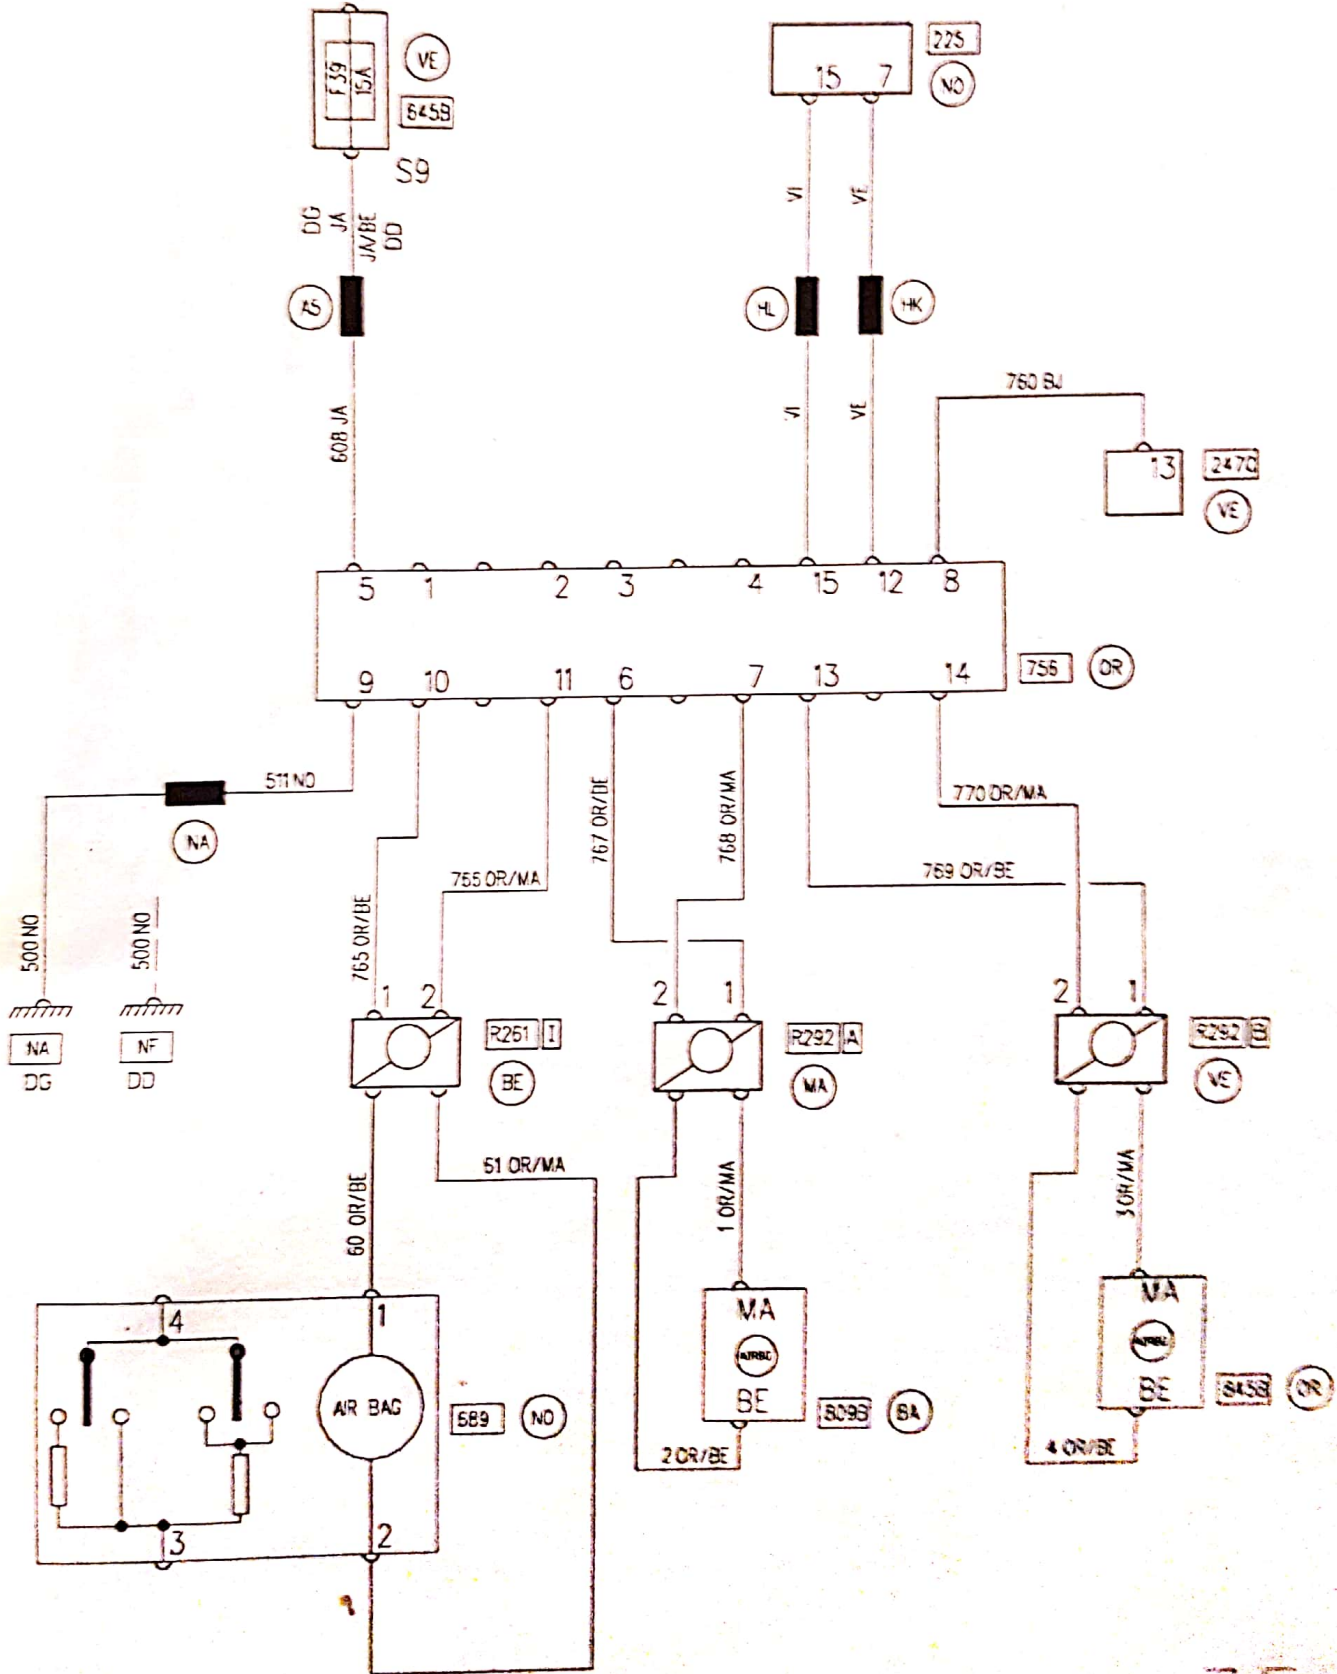 F39
15A
VE
645B
S9
DG
JA
JA/BE
DD
AS
608 JA
225
NO
15 7
VI
VE
HL
HK
VI
VE
760 BJ
13
247C
VE
5 1 2 3 4 15 12 8
9 10 11 6 7 13 14
756
OR
511 NO
NA
500 NO
500 NO
NA
DG
NF
DD
765 OR/BE
OR/MA
767 OR/BE
768 OR/MA
770 OR/MA
769 OR/BE
1 2
2 1
2 1
R261 I
BE
R292 A
MA
R292 B
VE
60 OR/BE
61 OR/MA
1 OR/MA
3 OR/MA
4
1
AIR BAG
3
2
689
NO
MA
BE
2 OR/BE
BA
MA
BE
4 OR/BE
OR